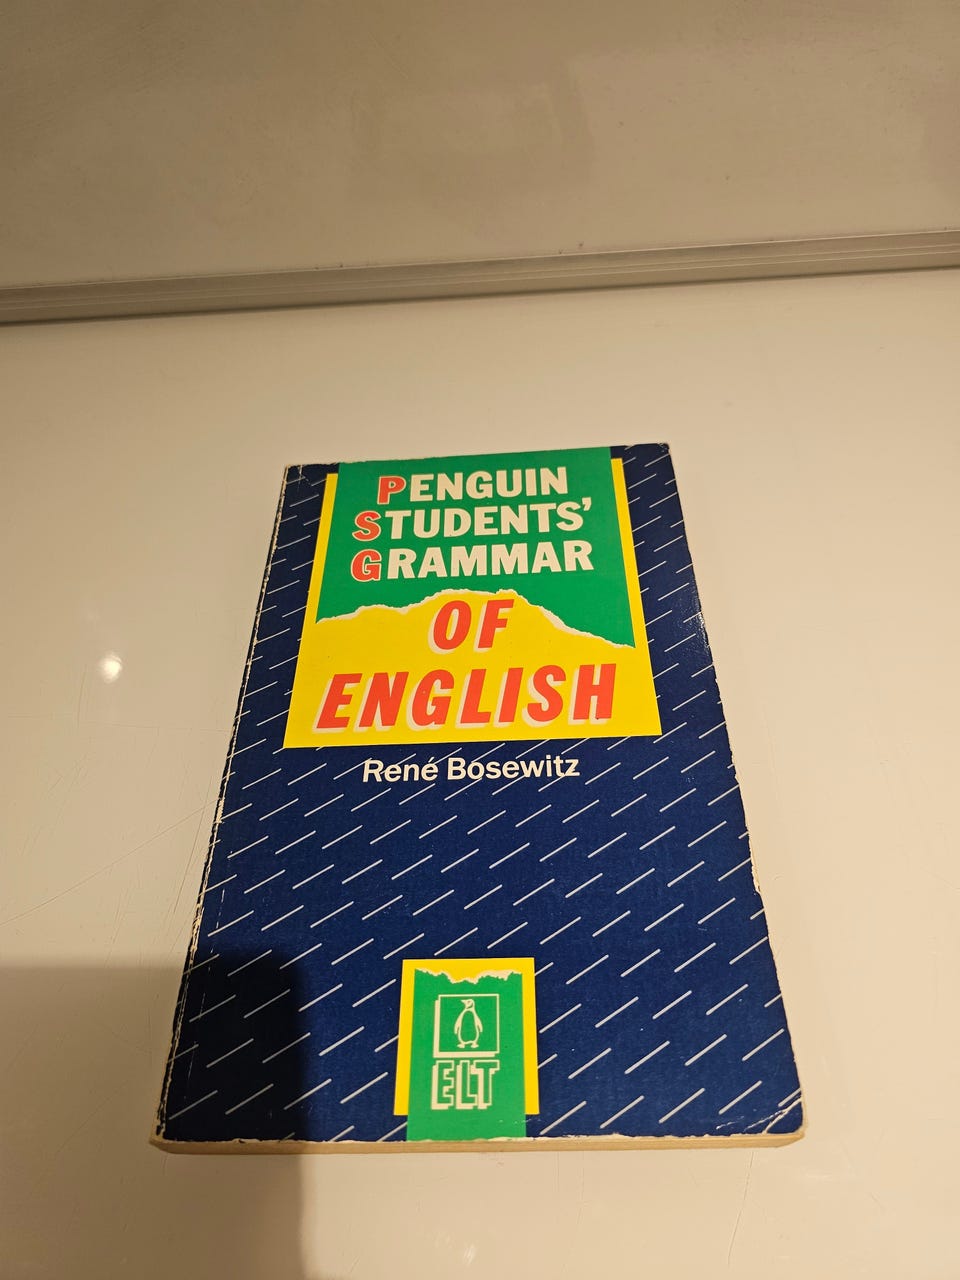 PENGUIN
STUDENTS'
GRAMMAR
OF
ENGLISH
René Bosewitz
ELT